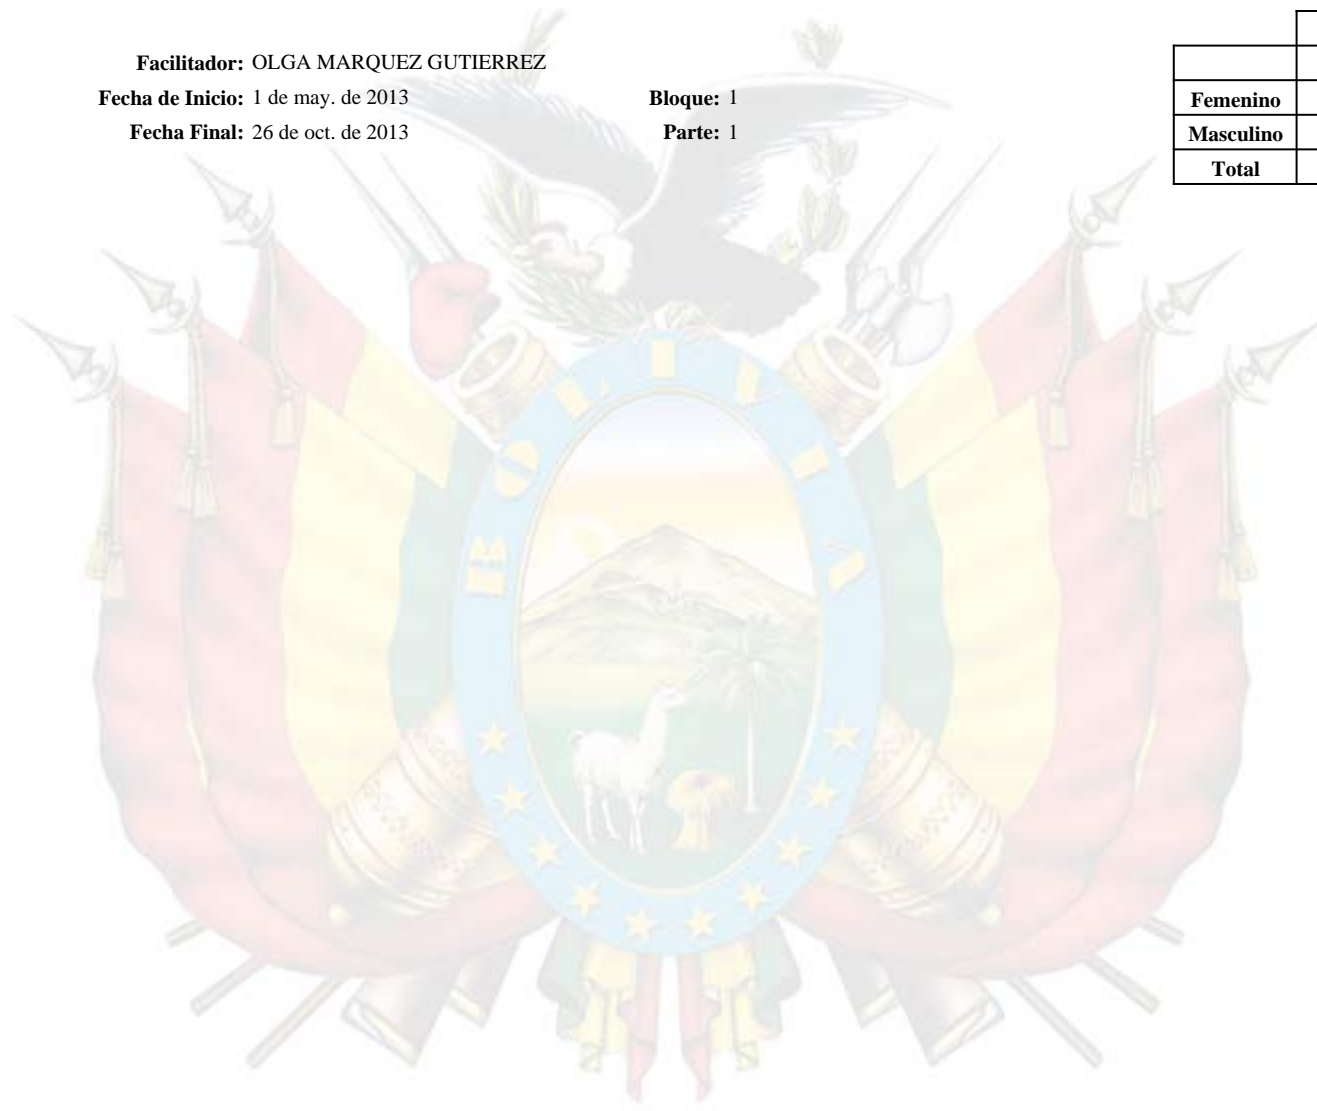 Facilitador: OLGA MARQUEZ GUTIERREZ
Fecha de Inicio: 1 de may. de 2013
Bloque: 1
Fecha Final: 26 de oct. de 2013
Parte: 1
Femenino
Masculino
Total
BOLIVIA